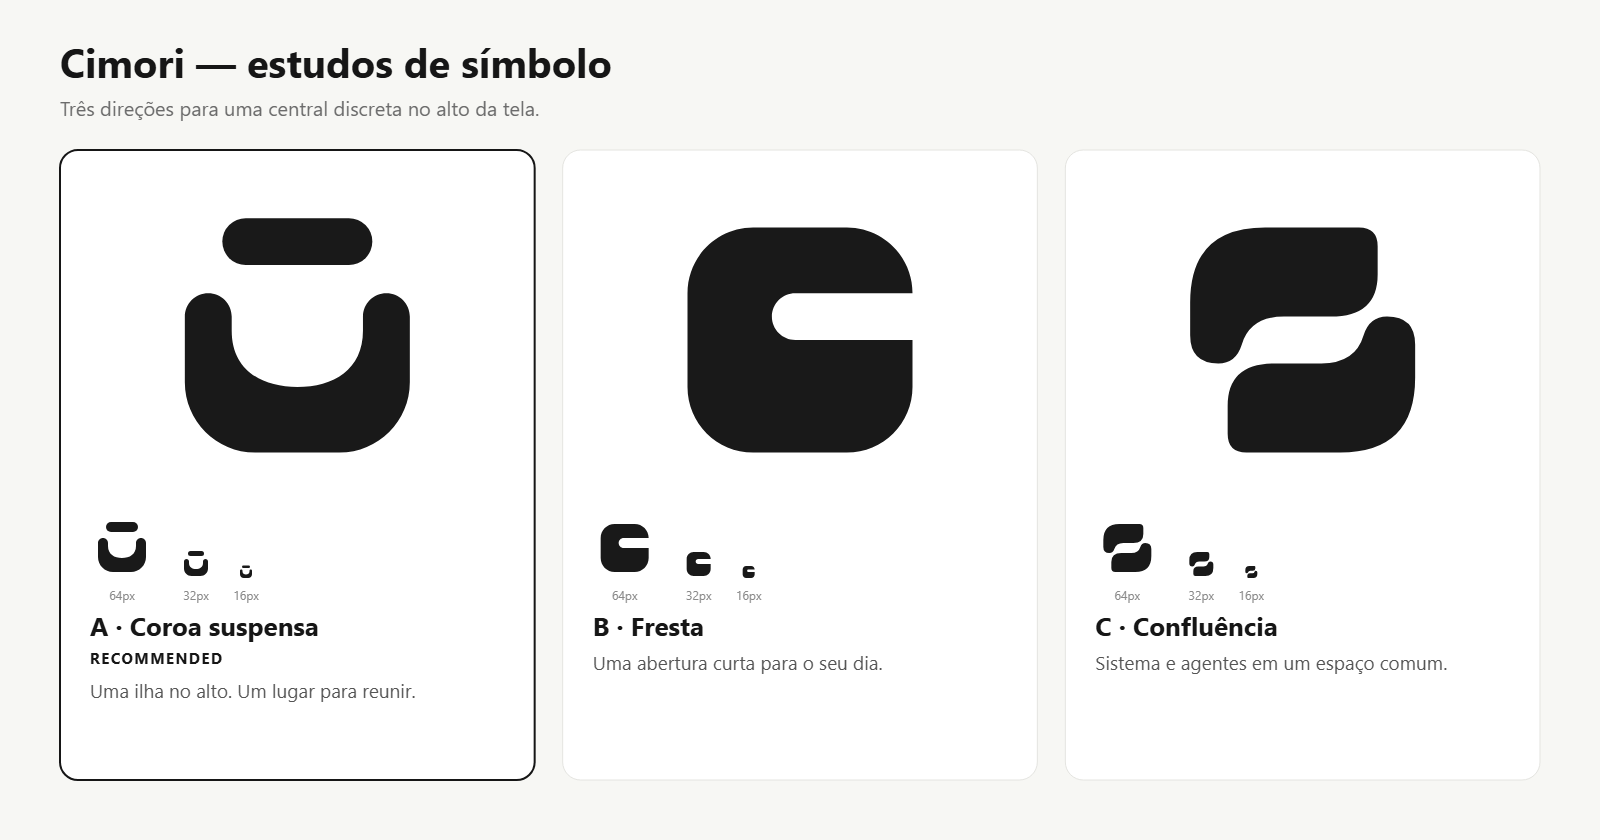 Cimori — estudos de símbolo
Três direções para uma central discreta no alto da tela.
64px 32px 16px
A · Coroa suspensa
RECOMMENDED
Uma ilha no alto. Um lugar para reunir.
64px 32px 16px
B · Fresta
Uma abertura curta para o seu dia.
64px 32px 16px
C · Confluência
Sistema e agentes em um espaço comum.